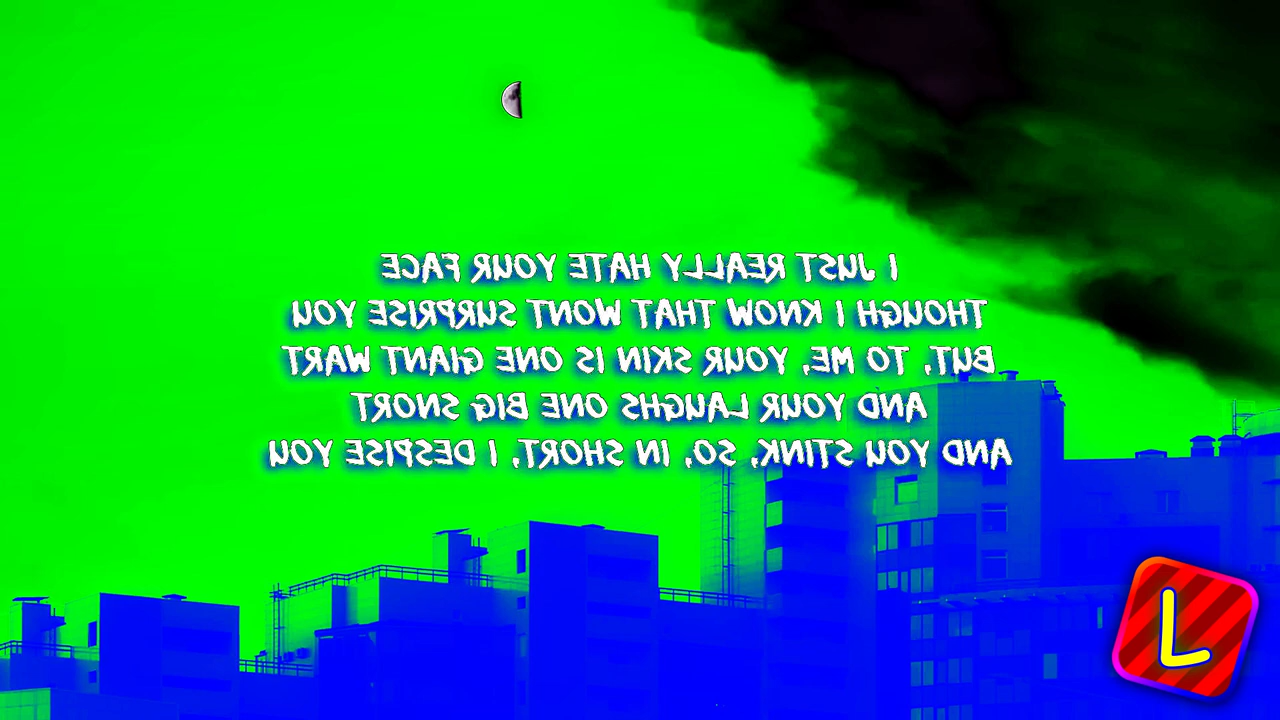 I JUST REALLY HATE YOUR FACE
THOUGH I KNOW THAT WONT SURPRISE YOU
BUT, TO ME, YOUR SKIN IS ONE GIANT WART
AND YOUR LAUGHS ONE BIG SNORT
AND YOU STINK, SO, IN SHORT, I DESPISE YOU
L